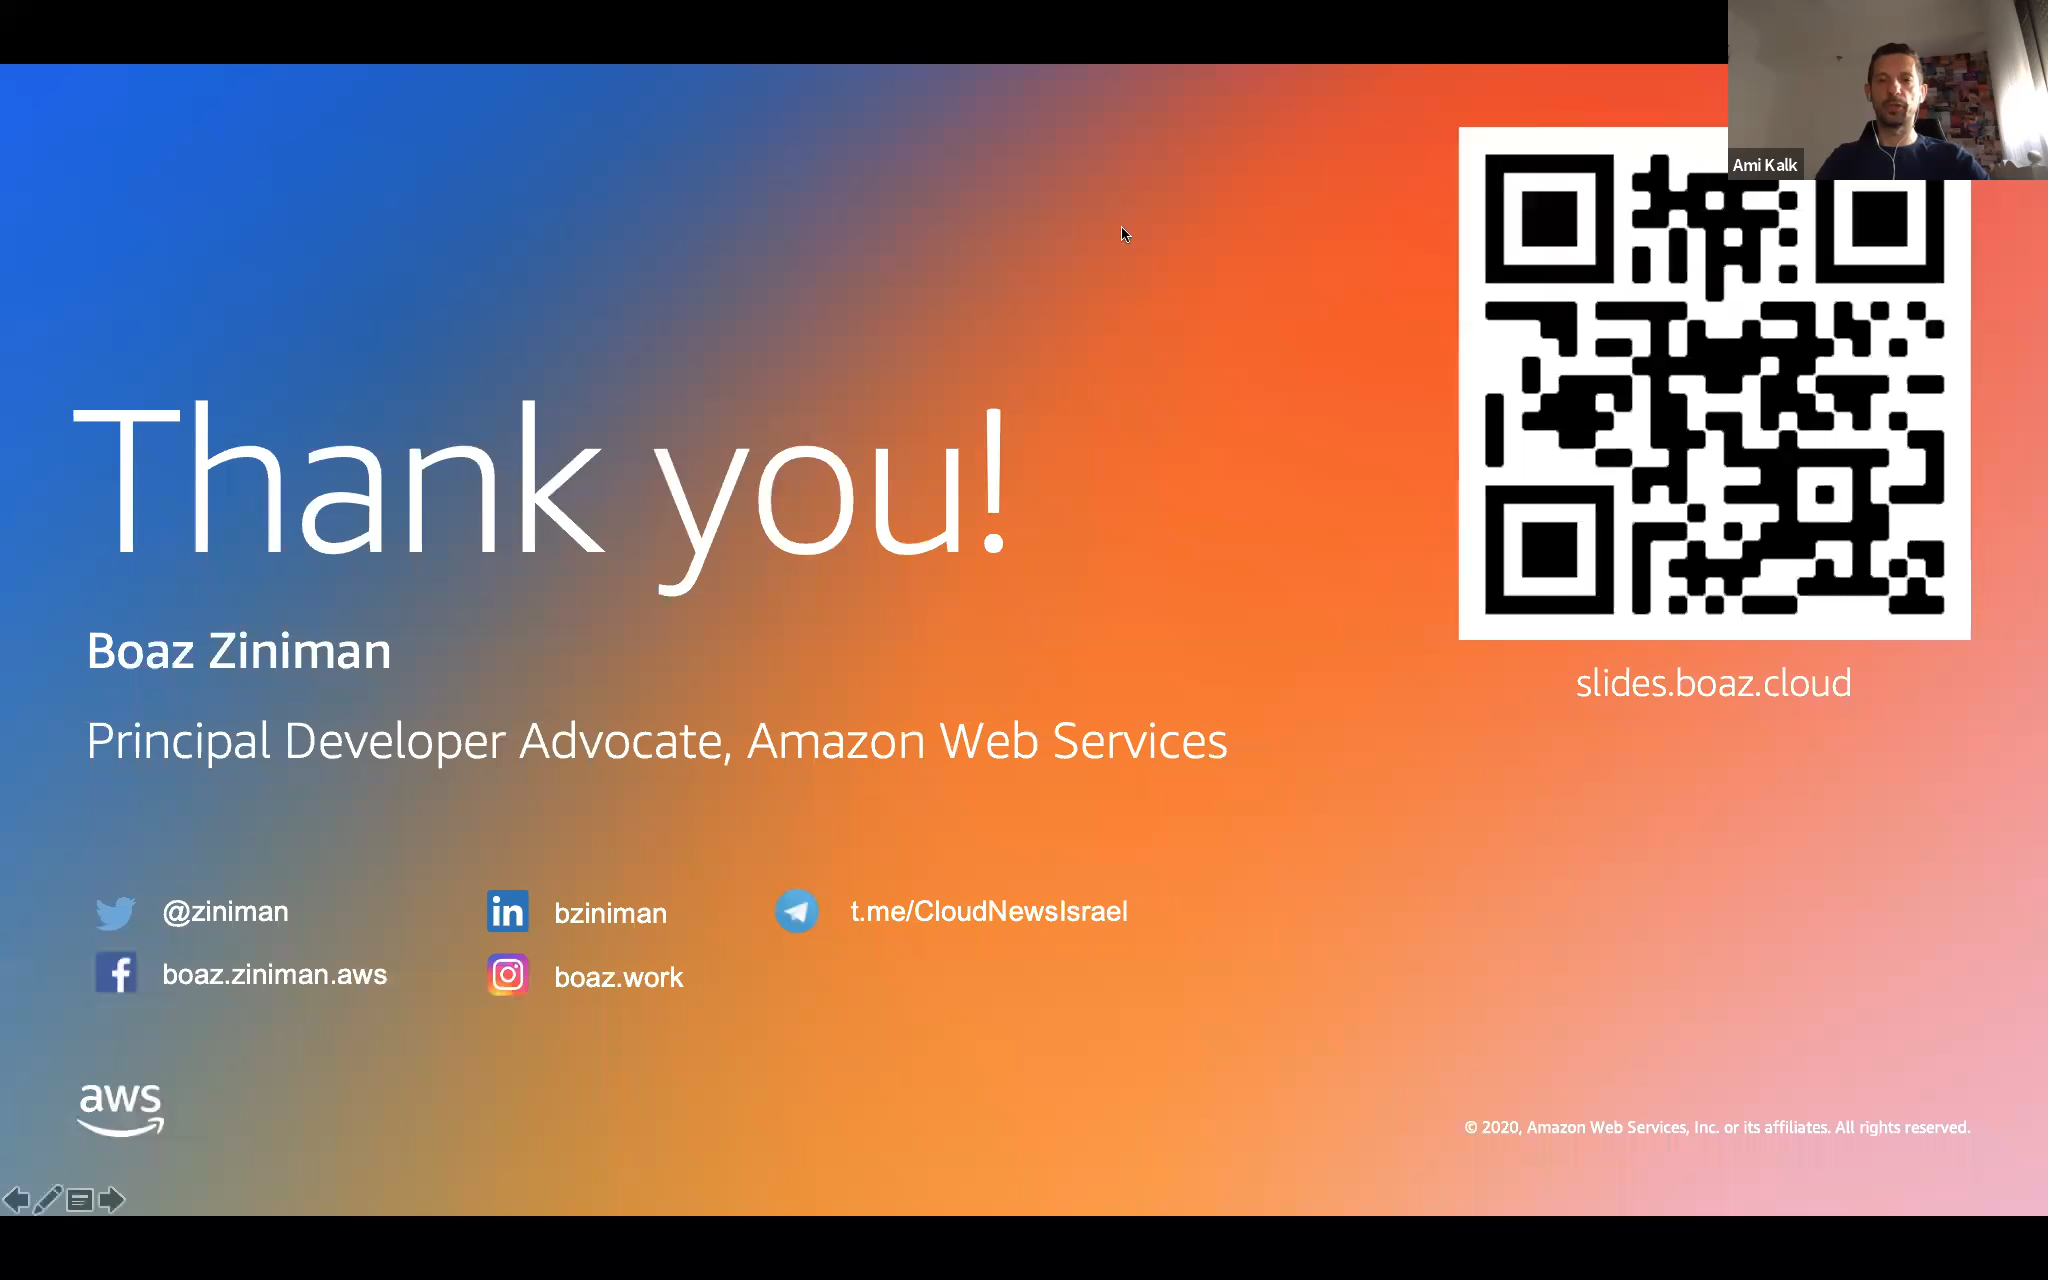 Ami Kalk
Thank you!
Boaz Ziniman
slides.boaz.cloud
Principal Developer Advocate, Amazon Web Services
@ziniman
bziniman
t.me/CloudNewsIsrael
boaz.ziniman.aws
boaz.work
aws
© 2020, Amazon Web Services, Inc. or its affiliates. All rights reserved.